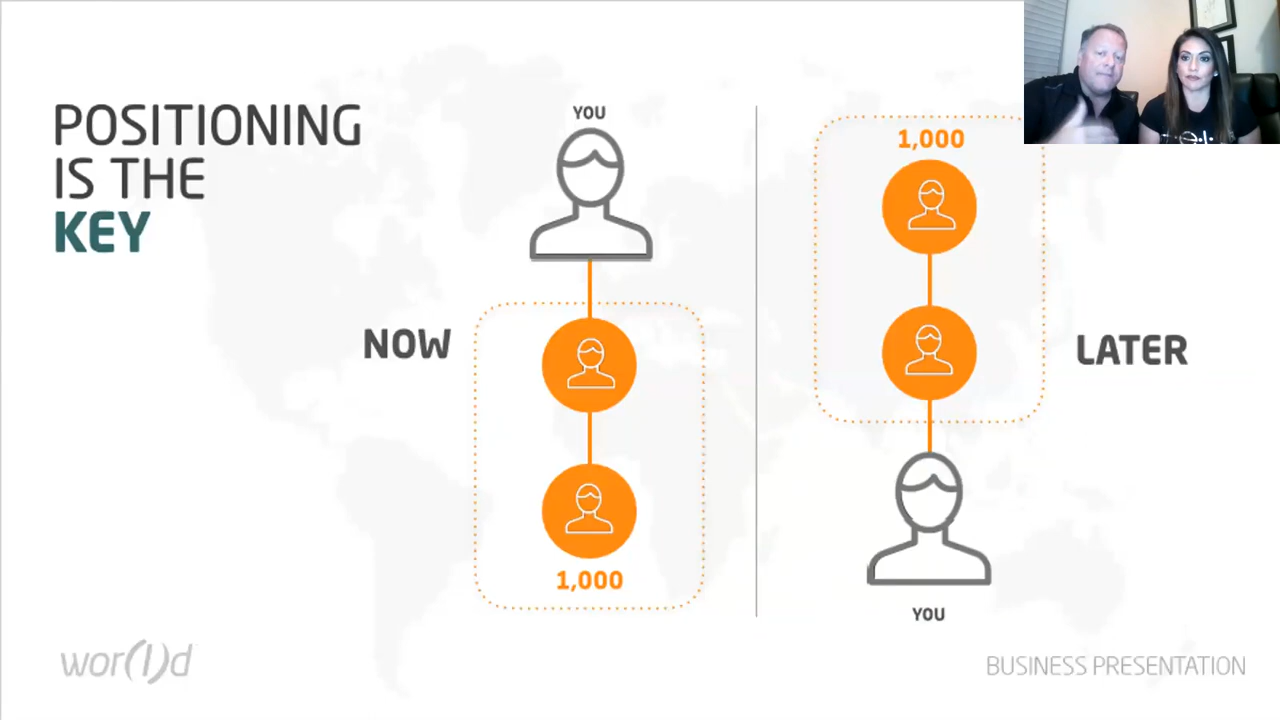 POSITIONING
IS THE
KEY
YOU
NOW
1,000
1,000
LATER
YOU
wor(l)d
BUSINESS PRESENTATION